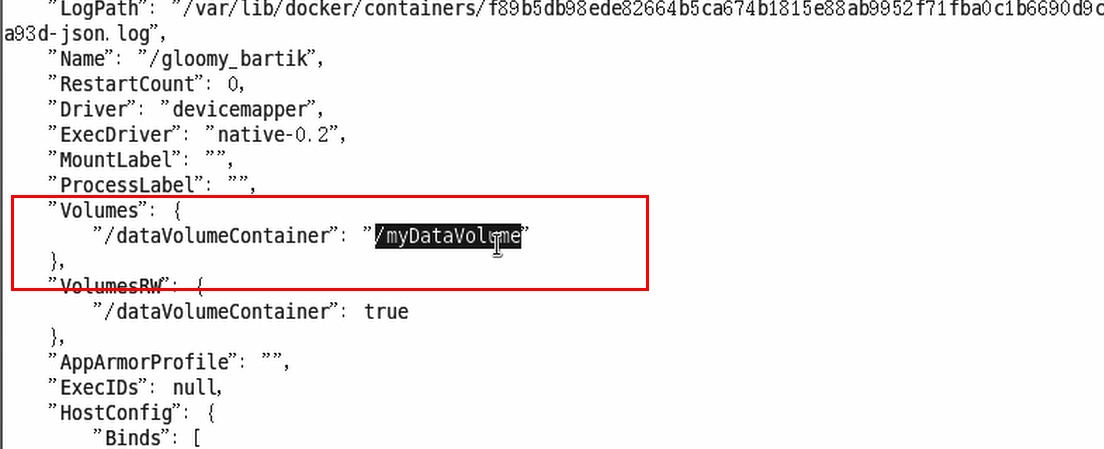 "LogPath": "/var/lib/docker/containers/f89b5db98ede82664b5ca674b1815e88ab9952f71fba0c1b6690d9c
a93d-json.log",
"Name": "/gloomy_bartik",
"RestartCount": 0,
"Driver": "devicemapper",
"ExecDriver": "native-0.2",
"MountLabel": "",
"ProcessLabel": "",
"Volumes": {
"/dataVolumeContainer": "/myDataVolume"
},
"VolumesRW": {
"/dataVolumeContainer": true
},
"AppArmorProfile": "",
"ExecIDs": null,
"HostConfig": {
"Binds": [